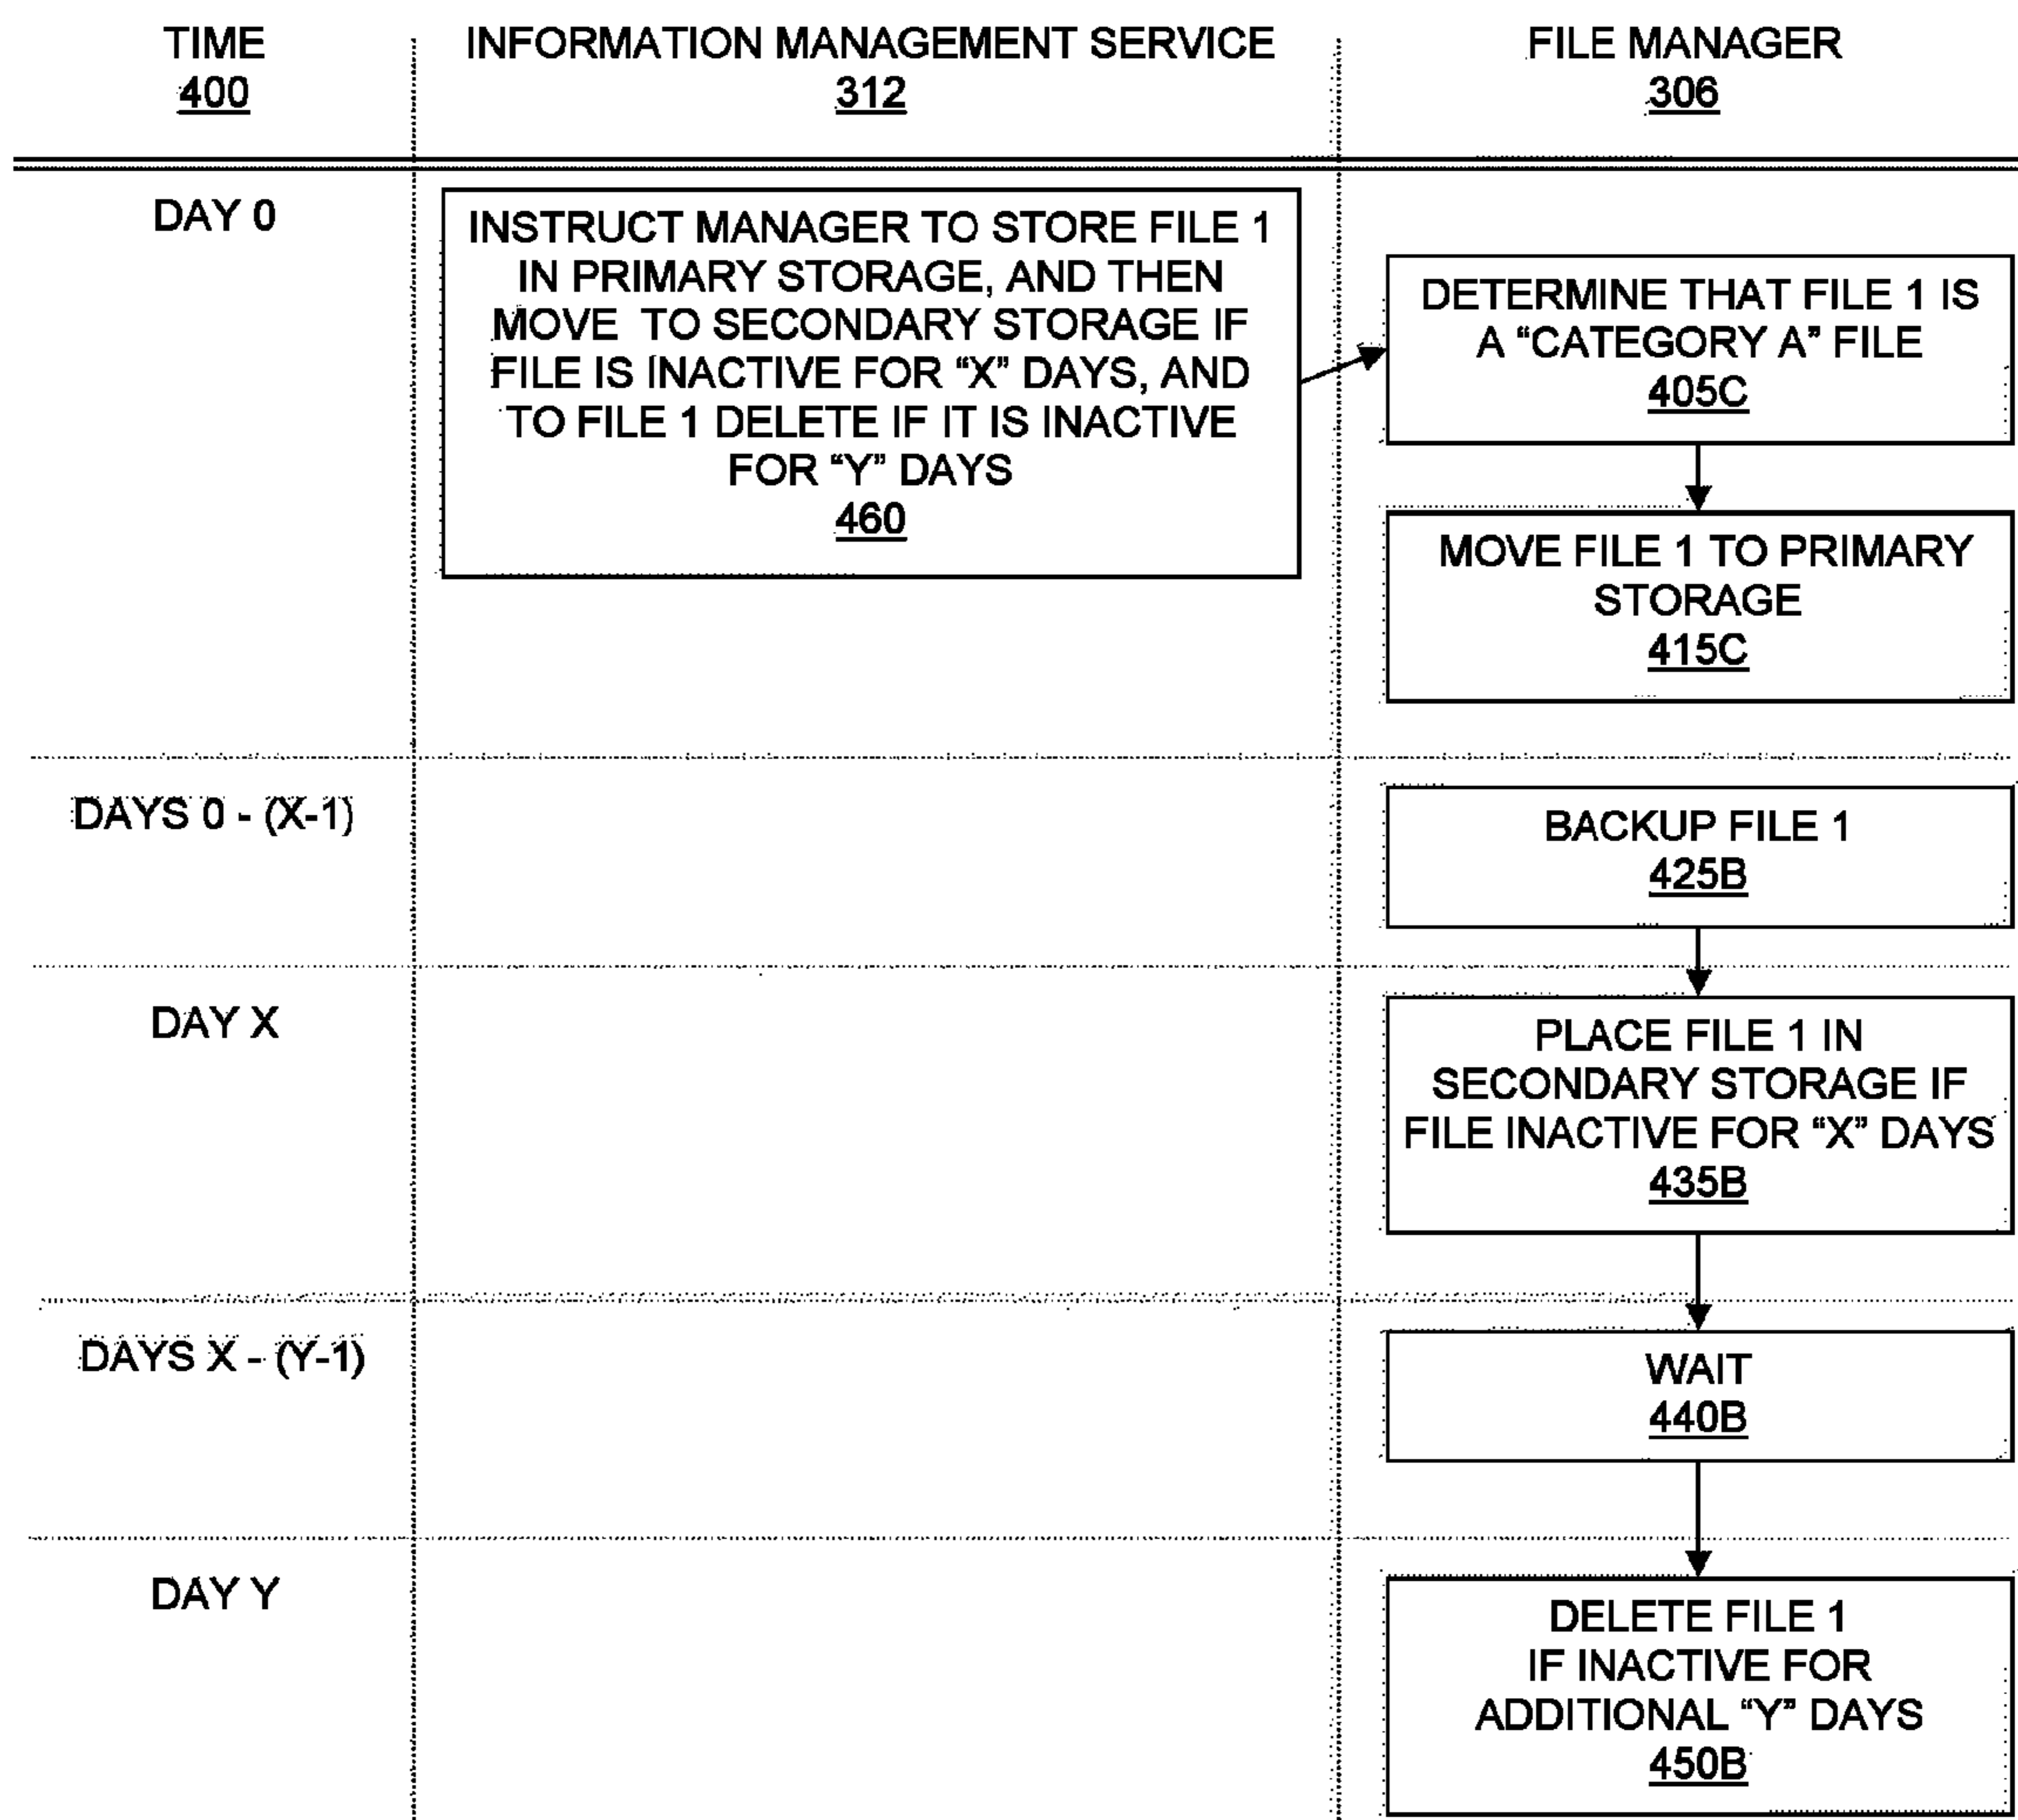 TIME
400
INFORMATION MANAGEMENT SERVICE
312
FILE MANAGER
306
DAY 0
INSTRUCT MANAGER TO STORE FILE 1
IN PRIMARY STORAGE, AND THEN
MOVE TO SECONDARY STORAGE IF
FILE IS INACTIVE FOR “X” DAYS, AND
TO FILE 1 DELETE IF IT IS INACTIVE
FOR “Y” DAYS
460
DETERMINE THAT FILE 1 IS
A “CATEGORY A” FILE
405C
MOVE FILE 1 TO PRIMARY
STORAGE
415C
DAYS 0 - (X-1)
BACKUP FILE 1
425B
DAY X
PLACE FILE 1 IN
SECONDARY STORAGE IF
FILE INACTIVE FOR “X” DAYS
435B
DAYS X - (Y-1)
WAIT
440B
DAY Y
DELETE FILE 1
IF INACTIVE FOR
ADDITIONAL “Y” DAYS
450B